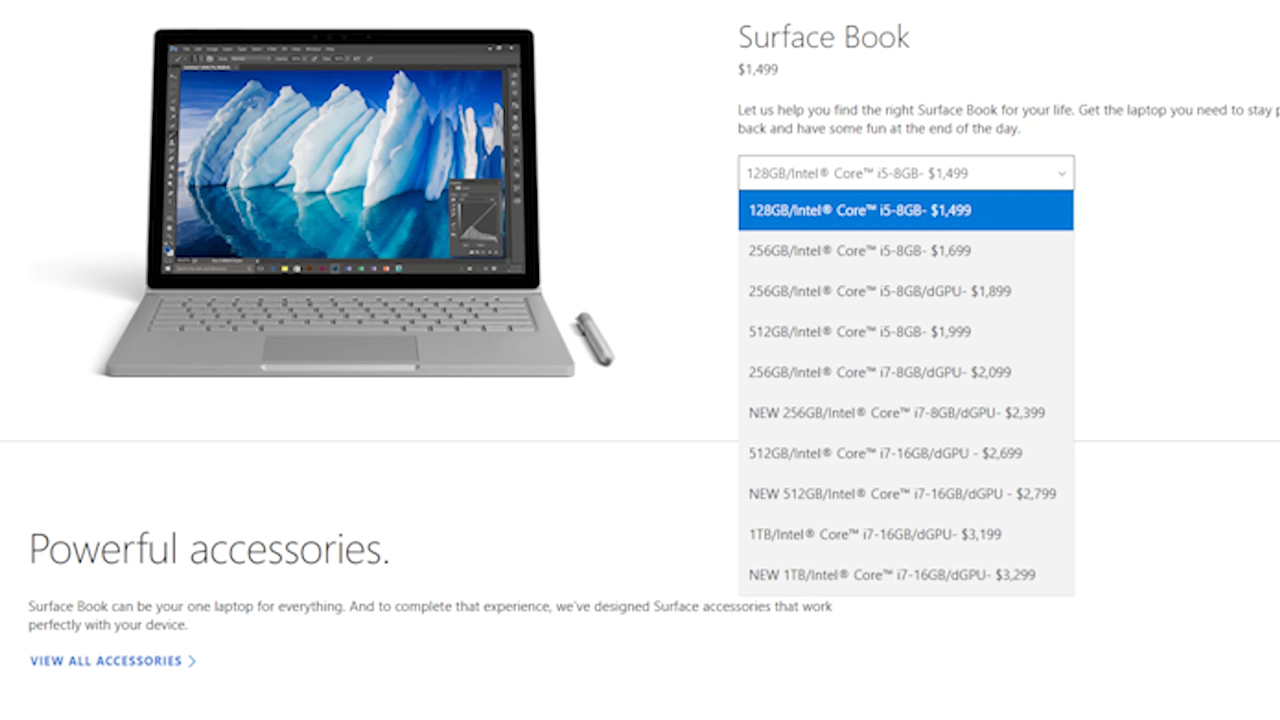 Surface Book
$1,499
Let us help you find the right Surface Book for your life. Get the laptop you need to stay
back and have some fun at the end of the day.
128GB/Intel® Core™ i5-8GB- $1,499
128GB/Intel® Core™ i5-8GB- $1,499
256GB/Intel® Core™ i5-8GB- $1,699
256GB/Intel® Core™ i5-8GB/dGPU- $1,899
512GB/Intel® Core™ i5-8GB- $1,999
256GB/Intel® Core™ i7-8GB/dGPU- $2,099
NEW 256GB/Intel® Core™ i7-8GB/dGPU- $2,399
512GB/Intel® Core™ i7-16GB/dGPU - $2,699
NEW 512GB/Intel® Core™ i7-16GB/dGPU - $2,799
1TB/Intel® Core™ i7-16GB/dGPU- $3,199
NEW 1TB/Intel® Core™ i7-16GB/dGPU- $3,299
Powerful accessories.
Surface Book can be your one laptop for everything. And to complete that experience, we've designed Surface accessories that work
perfectly with your device.
VIEW ALL ACCESSORIES